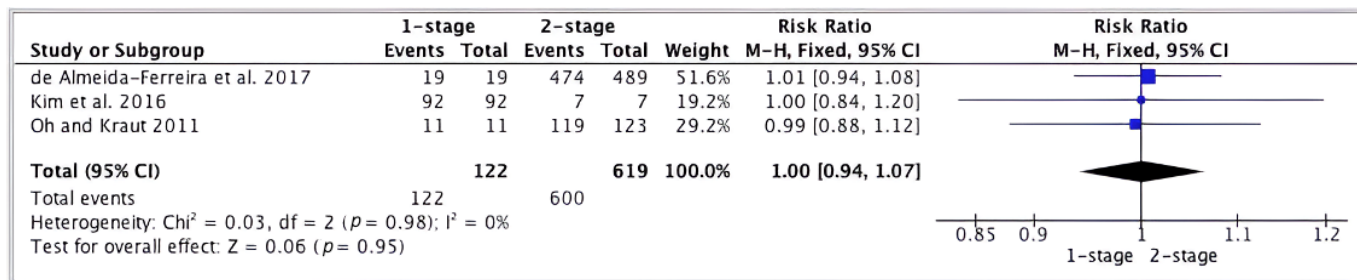 1-stage 2-stage Risk Ratio Risk Ratio
Study or Subgroup Events Total Events Total Weight M-H, Fixed, 95% CI M-H, Fixed, 95% CI
de Almeida-Ferreira et al. 2017 19 19 474 489 51.6% 1.01 [0.94, 1.08]
Kim et al. 2016 92 92 7 7 19.2% 1.00 [0.84, 1.20]
Oh and Kraut 2011 11 11 119 123 29.2% 0.99 [0.88, 1.12]
Total (95% CI) 122 619 100.0% 1.00 [0.94, 1.07]
Total events 122 600
Heterogeneity: Chi² = 0.03, df = 2 (p = 0.98); I² = 0%
Test for overall effect: Z = 0.06 (p = 0.95)
0.85 0.9 1 1.1 1.2
1-stage 2-stage